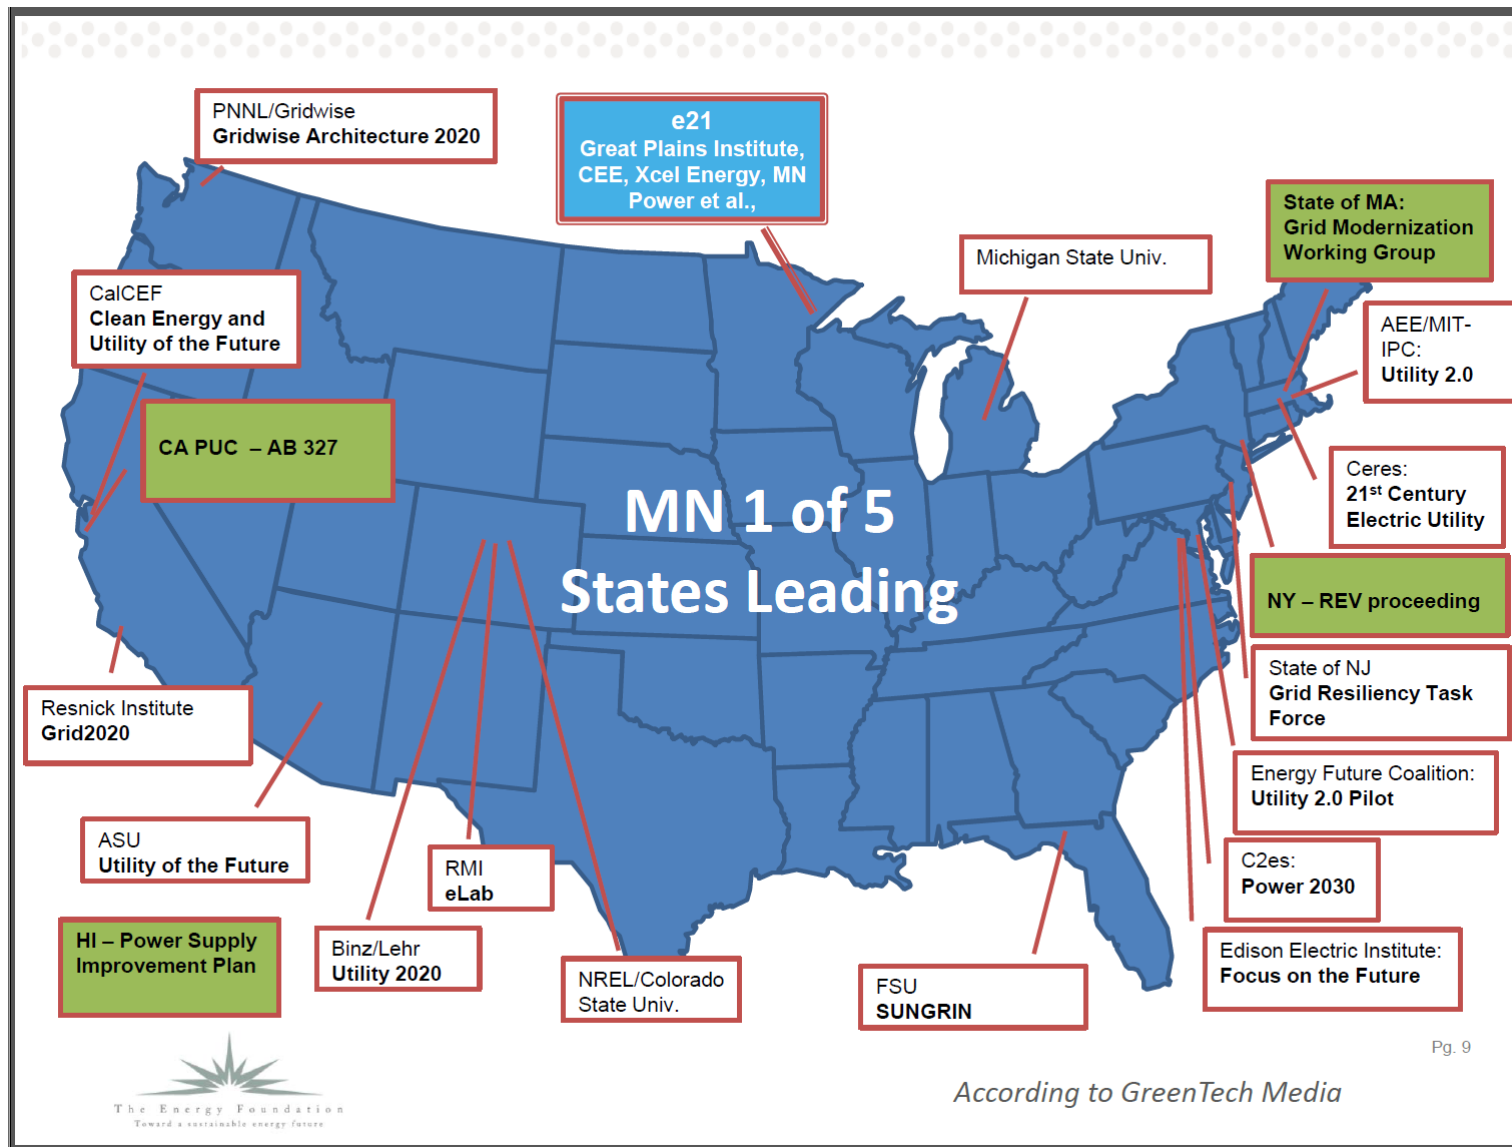 PNNL/Gridwise
Gridwise Architecture 2020
e21
Great Plains Institute,
CEE, Xcel Energy, MN
Power et al.,
State of MA:
Grid Modernization
Working Group
Michigan State Univ.
CalCEF
Clean Energy and
Utility of the Future
AEE/MIT-
IPC:
Utility 2.0
CA PUC – AB 327
Ceres:
21st Century
Electric Utility
MN 1 of 5
States Leading
NY – REV proceeding
State of NJ
Grid Resiliency Task
Force
Resnick Institute
Grid2020
Energy Future Coalition:
Utility 2.0 Pilot
ASU
Utility of the Future
RMI
eLab
C2es:
Power 2030
HI – Power Supply
Improvement Plan
Binz/Lehr
Utility 2020
NREL/Colorado
State Univ.
FSU
SUNGRIN
Edison Electric Institute:
Focus on the Future
Pg. 9
The Energy Foundation
Toward a sustainable energy future
According to GreenTech Media